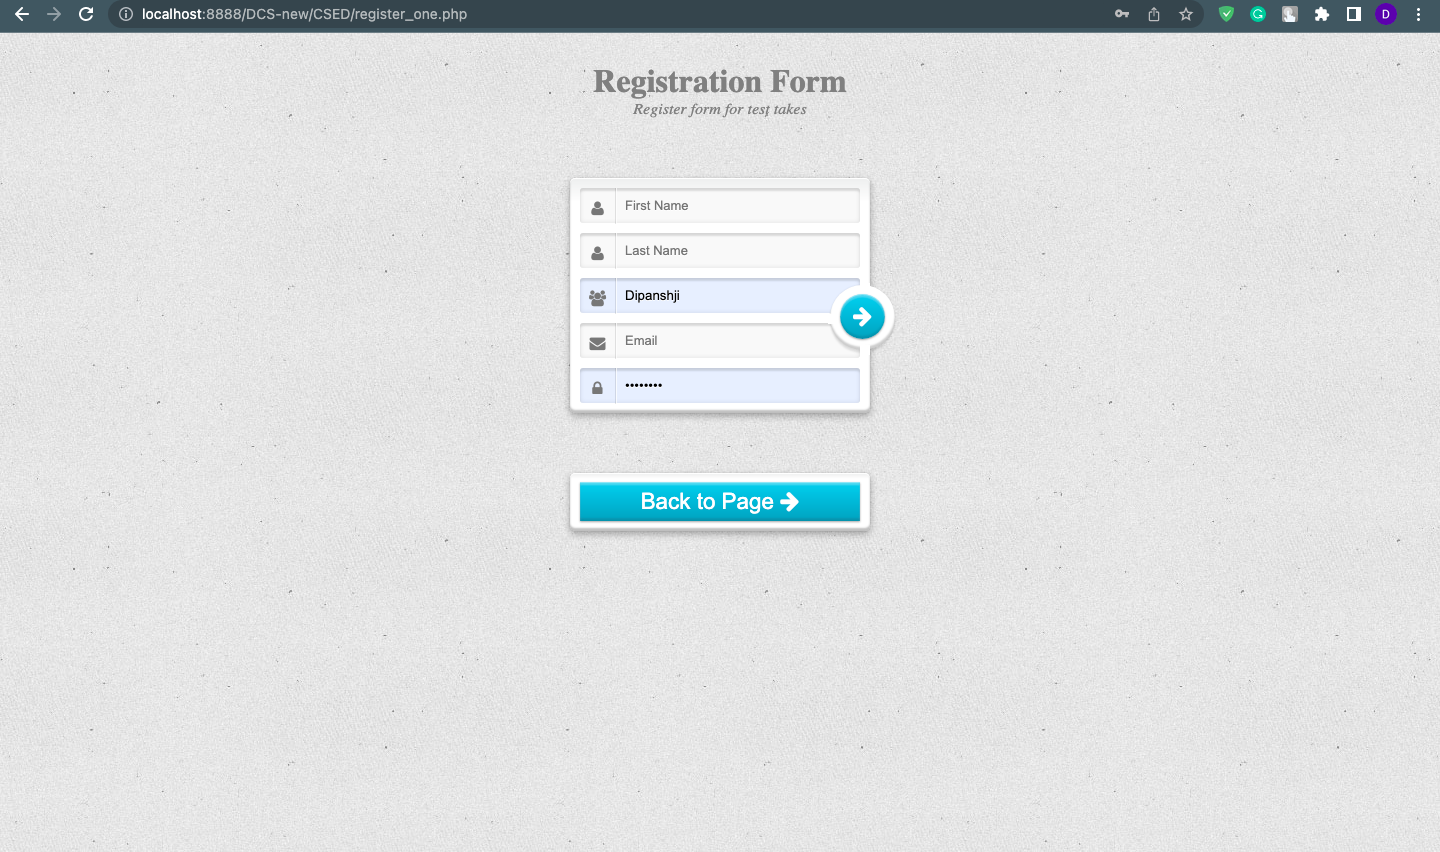 localhost:8888/DCS-new/CSED/register_one.php
D
Registration Form
Register form for test takes
First Name
Last Name
Dipanshji
Email
••••••••
Back to Page